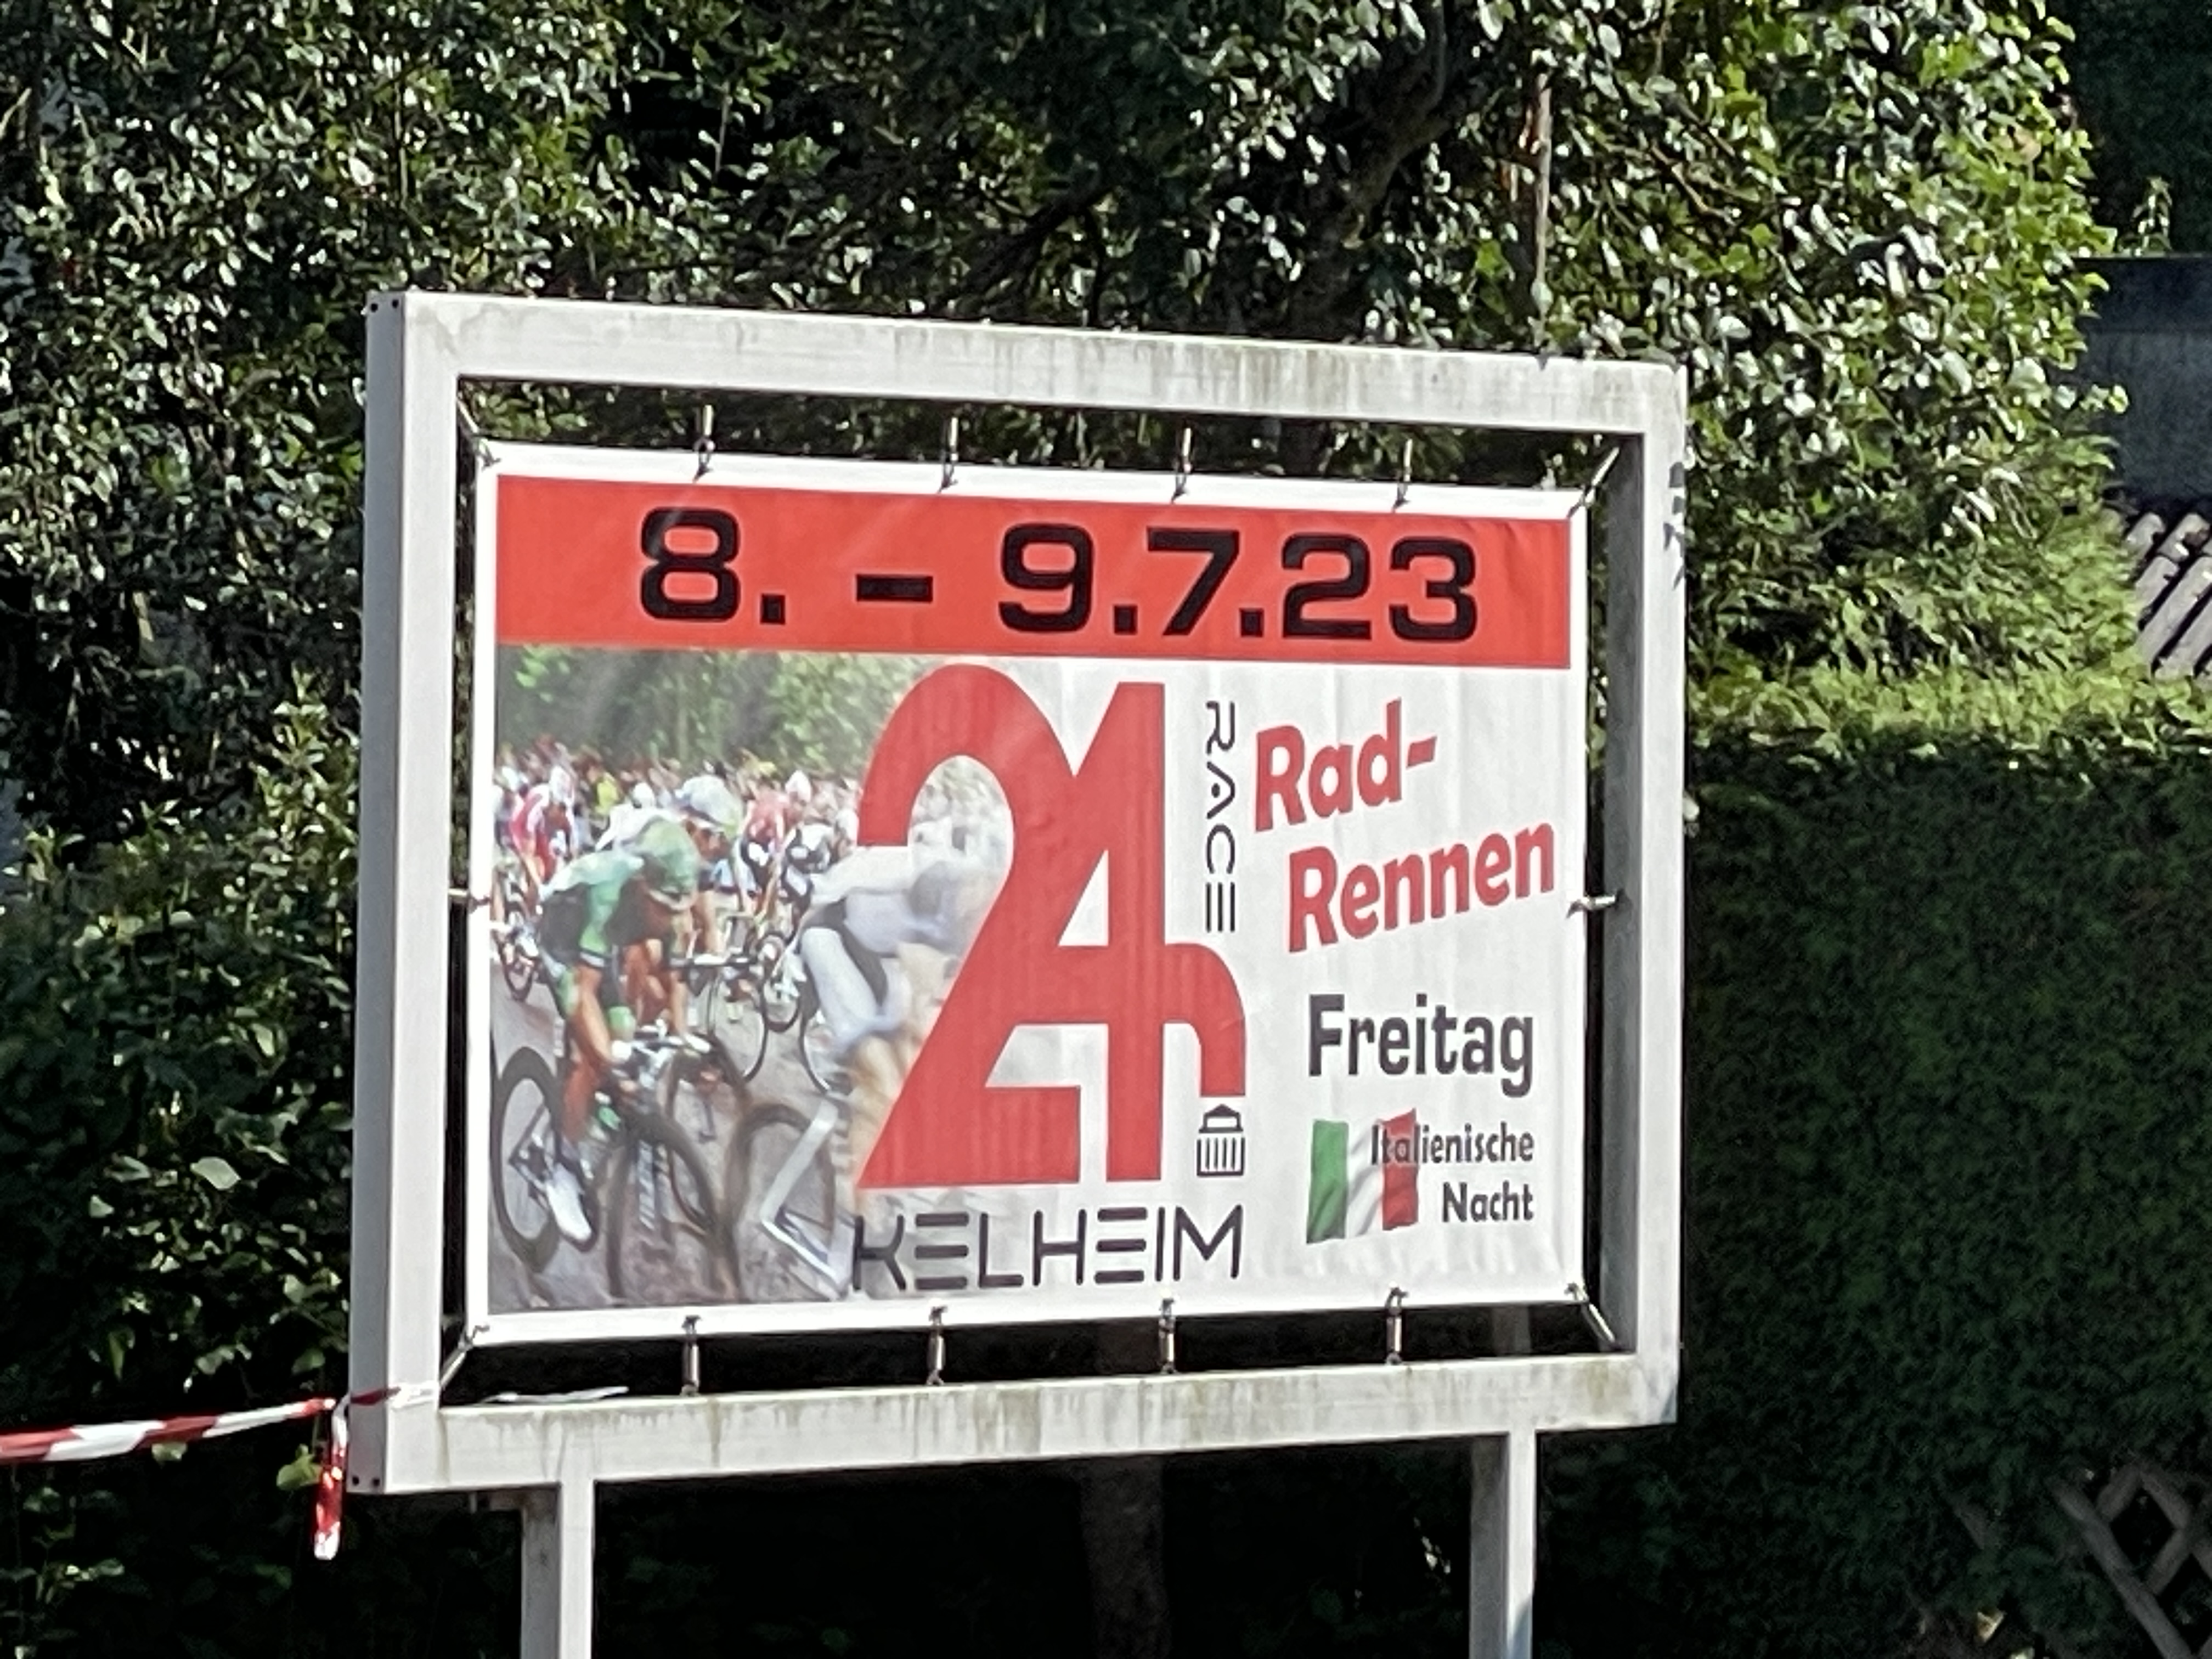 8. - 9.7.23
24h
RACE
KELHEIM
Rad-
Rennen
Freitag
Italienische
Nacht